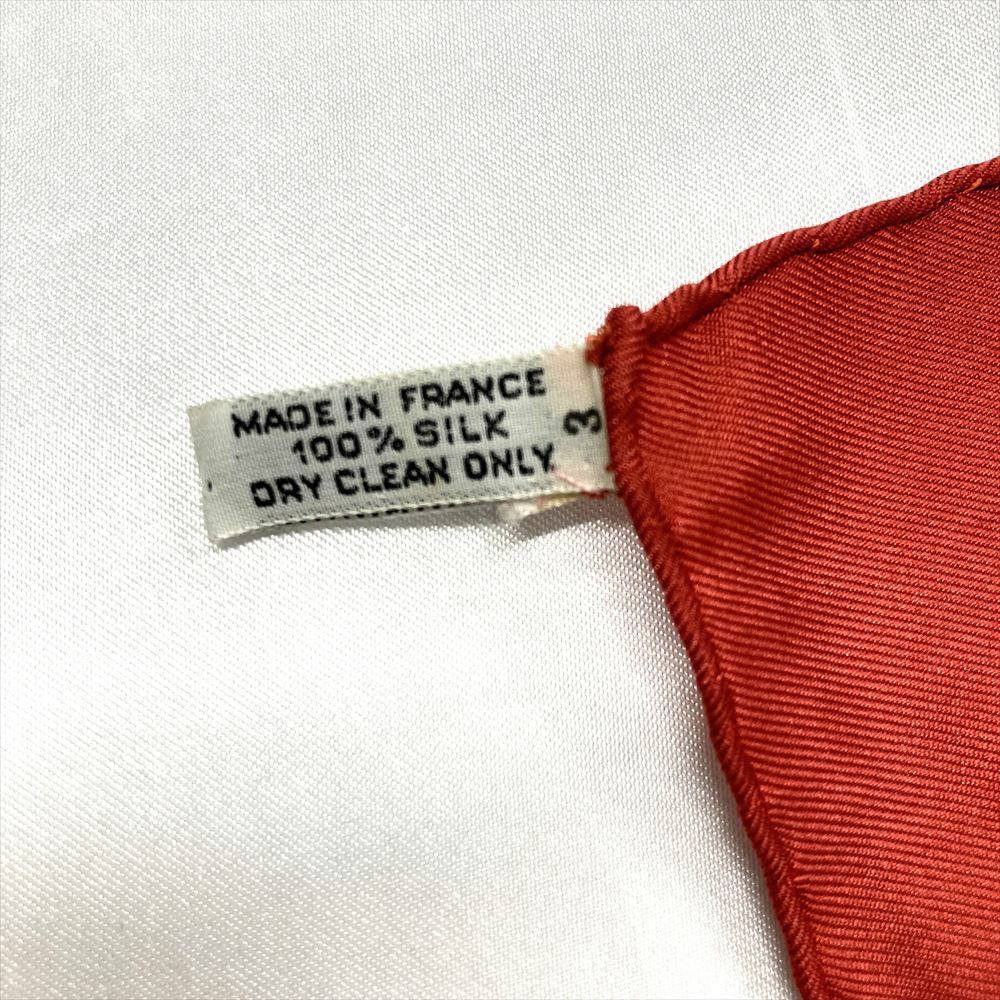 MADE IN FRANCE
100% SILK
DRY CLEAN ONLY
3